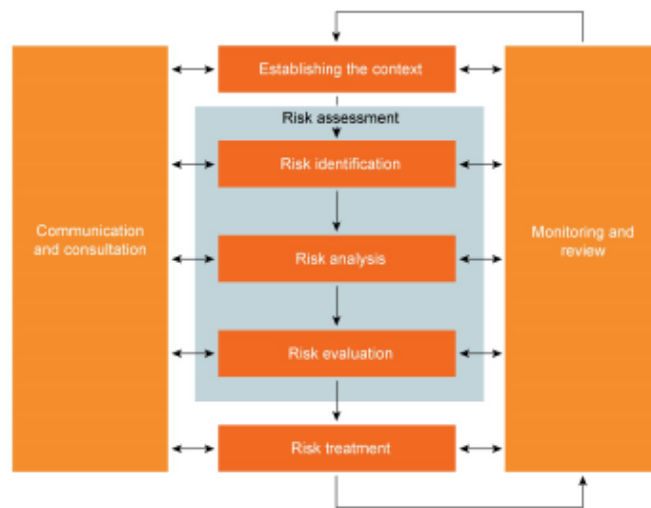 Establishing the context
Risk assessment
Risk identification
Communication
and consultation
Monitoring and
review
Risk analysis
Risk evaluation
Risk treatment